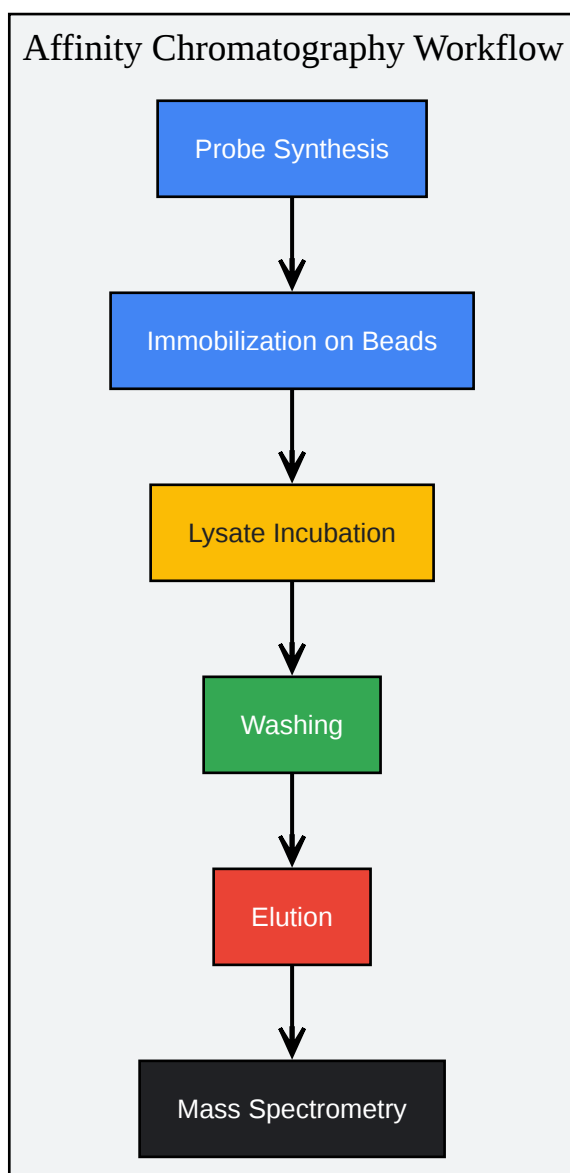 Affinity Chromatography Workflow
Probe Synthesis
Immobilization on Beads
Lysate Incubation
Washing
Elution
Mass Spectrometry